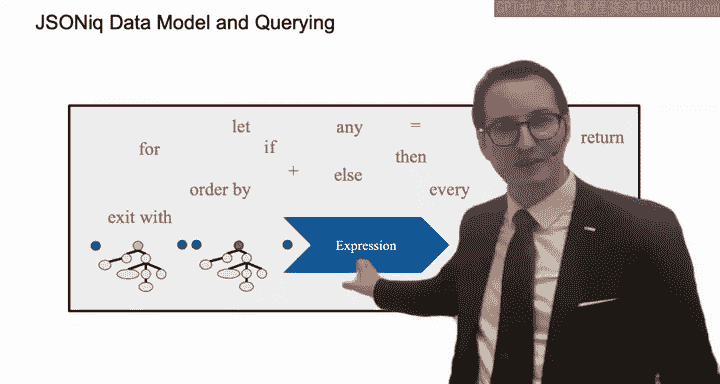 JSONiq Data Model and Querying
let any =
for if then return
+ else
order by every
exit with
Expression